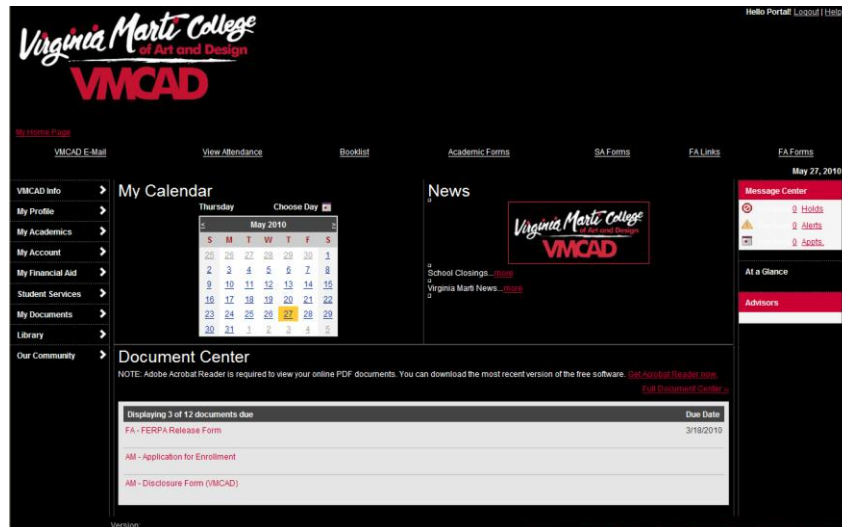 Hello Portal! Logout | Help
Virginia Marti College
of Art and Design
VMCAD
My Home Page
VMCAD E-Mail View Attendance Booklist Academic Forms SA Forms FA Links FA Forms
May 27, 2010
VMCAD Info
My Profile
My Academics
My Account
My Financial Aid
Student Services
My Documents
Library
Our Community
My Calendar
Thursday Choose Day
< May 2010 >
S M T W T F S
25 26 27 28 29 30 1
2 3 4 5 6 7 8
9 10 11 12 13 14 15
16 17 18 19 20 21 22
23 24 25 26 27 28 29
30 31 1 2 3 4 5
News
Virginia Marti College
of Art and Design
VMCAD
School Closings...more
Virginia Marti News...more
Message Center
0 Holds
0 Alerts
0 Appts.
At a Glance
Advisors
Document Center
NOTE: Adobe Acrobat Reader is required to view your online PDF documents. You can download the most recent version of the free software. Get Acrobat Reader now.
Full Document Center »
Displaying 3 of 12 documents due Due Date
FA - FERPA Release Form 3/18/2010
AM - Application for Enrollment
AM - Disclosure Form (VMCAD)
Version: